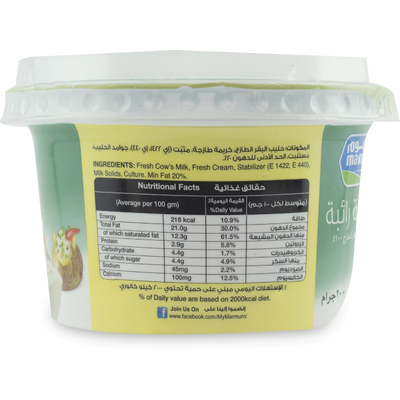 المكونات: حليب البقر الطازج، كريمة طازجة، مثبّت (إي ١٤٢٢، إي ٤٤٠)، جوامد الحليب،
مستنبت، الحد الأدنى للدهون ٢٠٪.
INGREDIENTS: Fresh Cow's Milk, Fresh Cream, Stabilizer (E 1422, E 440),
Milk Solids, Culture. Min Fat 20%.
Nutritional Facts حقائق غذائية
(Average per 100 gm) القيمة اليومية٪ (متوسط لكل ١٠٠ جم)
% Daily Value
Energy 218 kcal 10.9% طاقة
Total Fat 21.0g 30.0% مجموع الدهون
of which saturated fat 12.3g 61.5% منها الدهون المشبعة
Protein 2.9g 5.8% البروتين
Carbohydrate 4.4g 1.7% الكربوهيدرات
of which sugar 4.4g 4.9% منها السكر
Sodium 45mg 2.2% الصوديوم
Calcium 100mg 12.5% الكالسيوم
٪ الإستهلاك اليومي مبني على حمية تحتوي ٢٠٠٠ كيلو كالوري
% of Daily value are based on 2000kcal diet.
f Join Us On انضموا إلينا على
www.facebook.com/MyMarmum/
رائبة
جرام